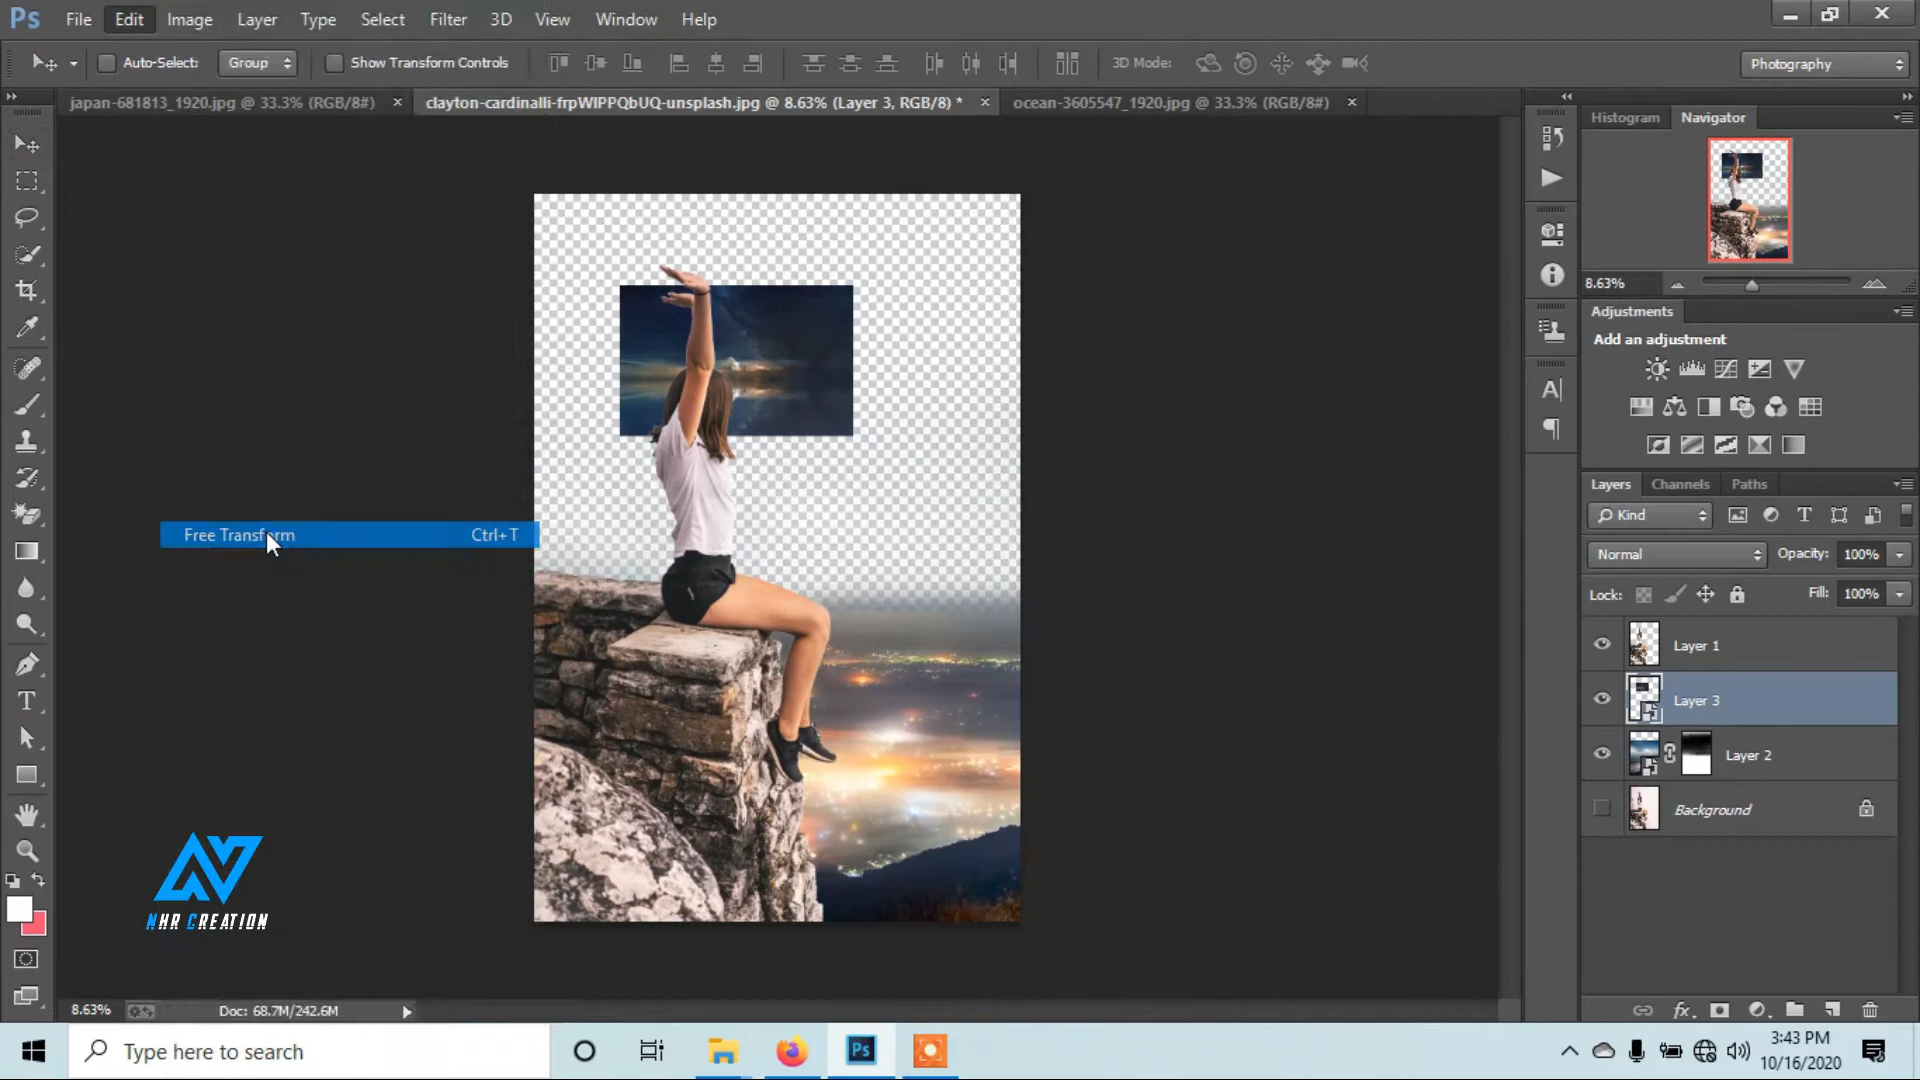 Ps File Edit Image Layer Type Select Filter 3D View Window Help
Auto-Select: Group Show Transform Controls 3D Mode: Photography
japan-681813_1920.jpg @ 33.3% (RGB/8#) × clayton-cardinalli-frpWIPPQbUQ-unsplash.jpg @ 8.63% (Layer 3, RGB/8) * × ocean-3605547_1920.jpg @ 33.3% (RGB/8#) ×
Histogram Navigator
8.63%
Adjustments
Add an adjustment
Layers Channels Paths
Kind
Normal Opacity: 100%
Lock: Fill: 100%
Layer 1
Layer 3
Layer 2
Background
Free Transform Ctrl+T
NHR CREATION
8.63% Doc: 68.7M/242.6M
Type here to search
Ps
3:43 PM
10/16/2020